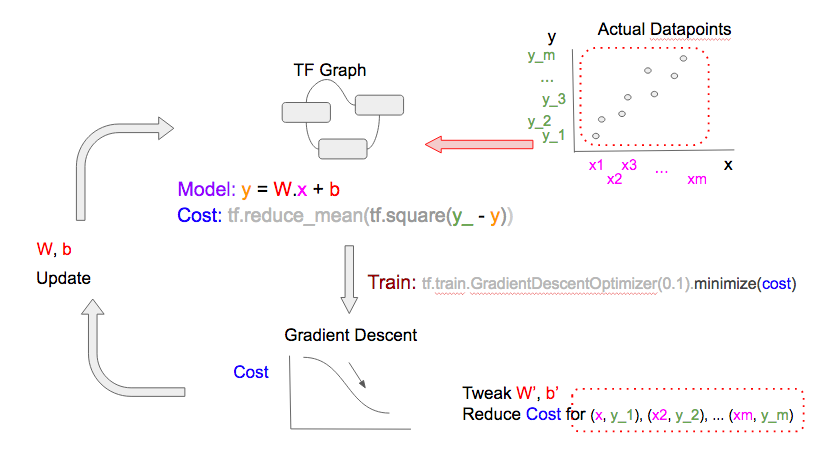 Actual Datapoints
y
y_m
...
y_3
y_2
y_1
x1 x3 ... x
x2 xm
TF Graph
Model: y = W.x + b
Cost: tf.reduce_mean(tf.square(y_ - y))
W, b
Update
Train: tf.train.GradientDescentOptimizer(0.1).minimize(cost)
Gradient Descent
Cost
Tweak W’, b’
Reduce Cost for (x, y_1), (x2, y_2), ... (xm, y_m)